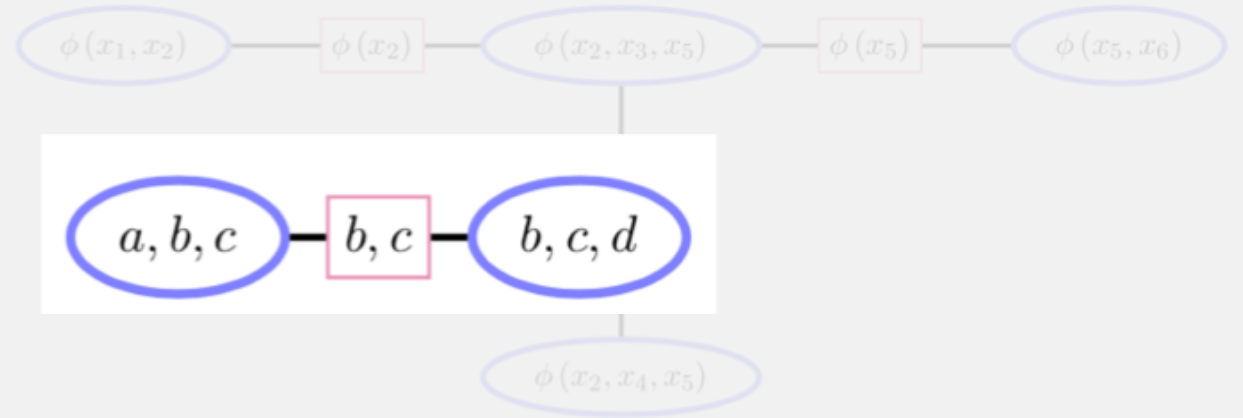 ϕ(x₁, x₂) ϕ(x₂) ϕ(x₂, x₃, x₅) ϕ(x₅) ϕ(x₅, x₆)
a, b, c b, c b, c, d
ϕ(x₂, x₄, x₅)